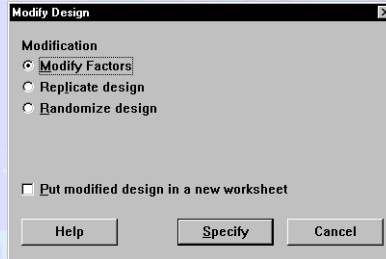 Modify Design
Modification
Modify Factors
Replicate design
Randomize design
Put modified design in a new worksheet
Help
Specify
Cancel